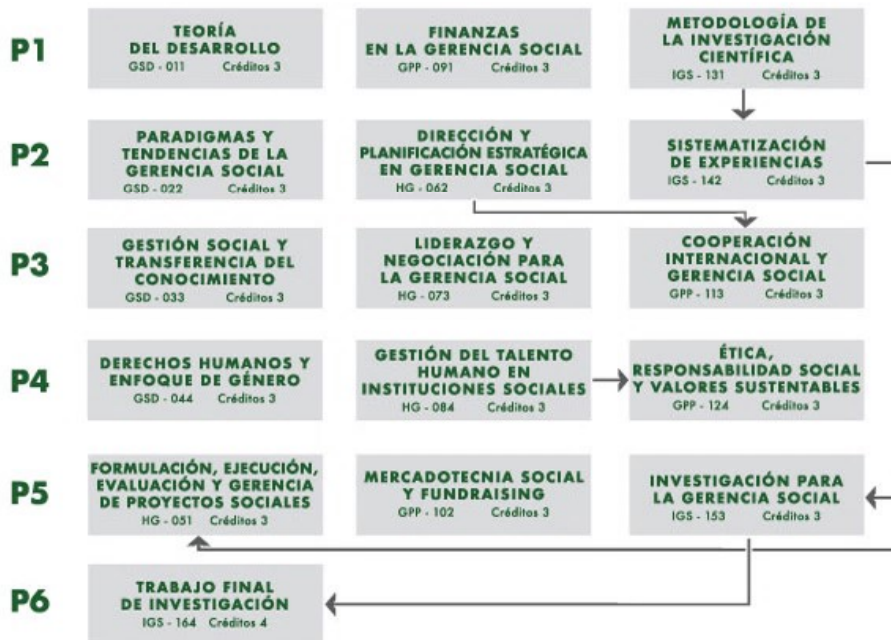 P1
TEORÍA
DEL DESARROLLO
GSD - 011 Créditos 3
FINANZAS
EN LA GERENCIA SOCIAL
GPP - 091 Créditos 3
METODOLOGÍA DE
LA INVESTIGACIÓN
CIENTÍFICA
IGS - 131 Créditos 3
P2
PARADIGMAS Y
TENDENCIAS DE LA
GERENCIA SOCIAL
GSD - 022 Créditos 3
DIRECCIÓN Y
PLANIFICACIÓN ESTRATÉGICA
EN GERENCIA SOCIAL
HG - 062 Créditos 3
SISTEMATIZACIÓN
DE EXPERIENCIAS
IGS - 142 Créditos 3
P3
GESTIÓN SOCIAL Y
TRANSFERENCIA DEL
CONOCIMIENTO
GSD - 033 Créditos 3
LIDERAZGO Y
NEGOCIACIÓN PARA
LA GERENCIA SOCIAL
HG - 073 Créditos 3
COOPERACIÓN
INTERNACIONAL Y
GERENCIA SOCIAL
GPP - 113 Créditos 3
P4
DERECHOS HUMANOS Y
ENFOQUE DE GÉNERO
GSD - 044 Créditos 3
GESTIÓN DEL TALENTO
HUMANO EN
INSTITUCIONES SOCIALES
HG - 084 Créditos 3
ÉTICA,
RESPONSABILIDAD SOCIAL
Y VALORES SUSTENTABLES
GPP - 124 Créditos 3
P5
FORMULACIÓN, EJECUCIÓN,
EVALUACIÓN Y GERENCIA
DE PROYECTOS SOCIALES
HG - 051 Créditos 3
MERCADOTECNIA SOCIAL
Y FUNDRAISING
GPP - 102 Créditos 3
INVESTIGACIÓN PARA
LA GERENCIA SOCIAL
IGS - 153 Créditos 3
P6
TRABAJO FINAL
DE INVESTIGACIÓN
IGS - 164 Créditos 4